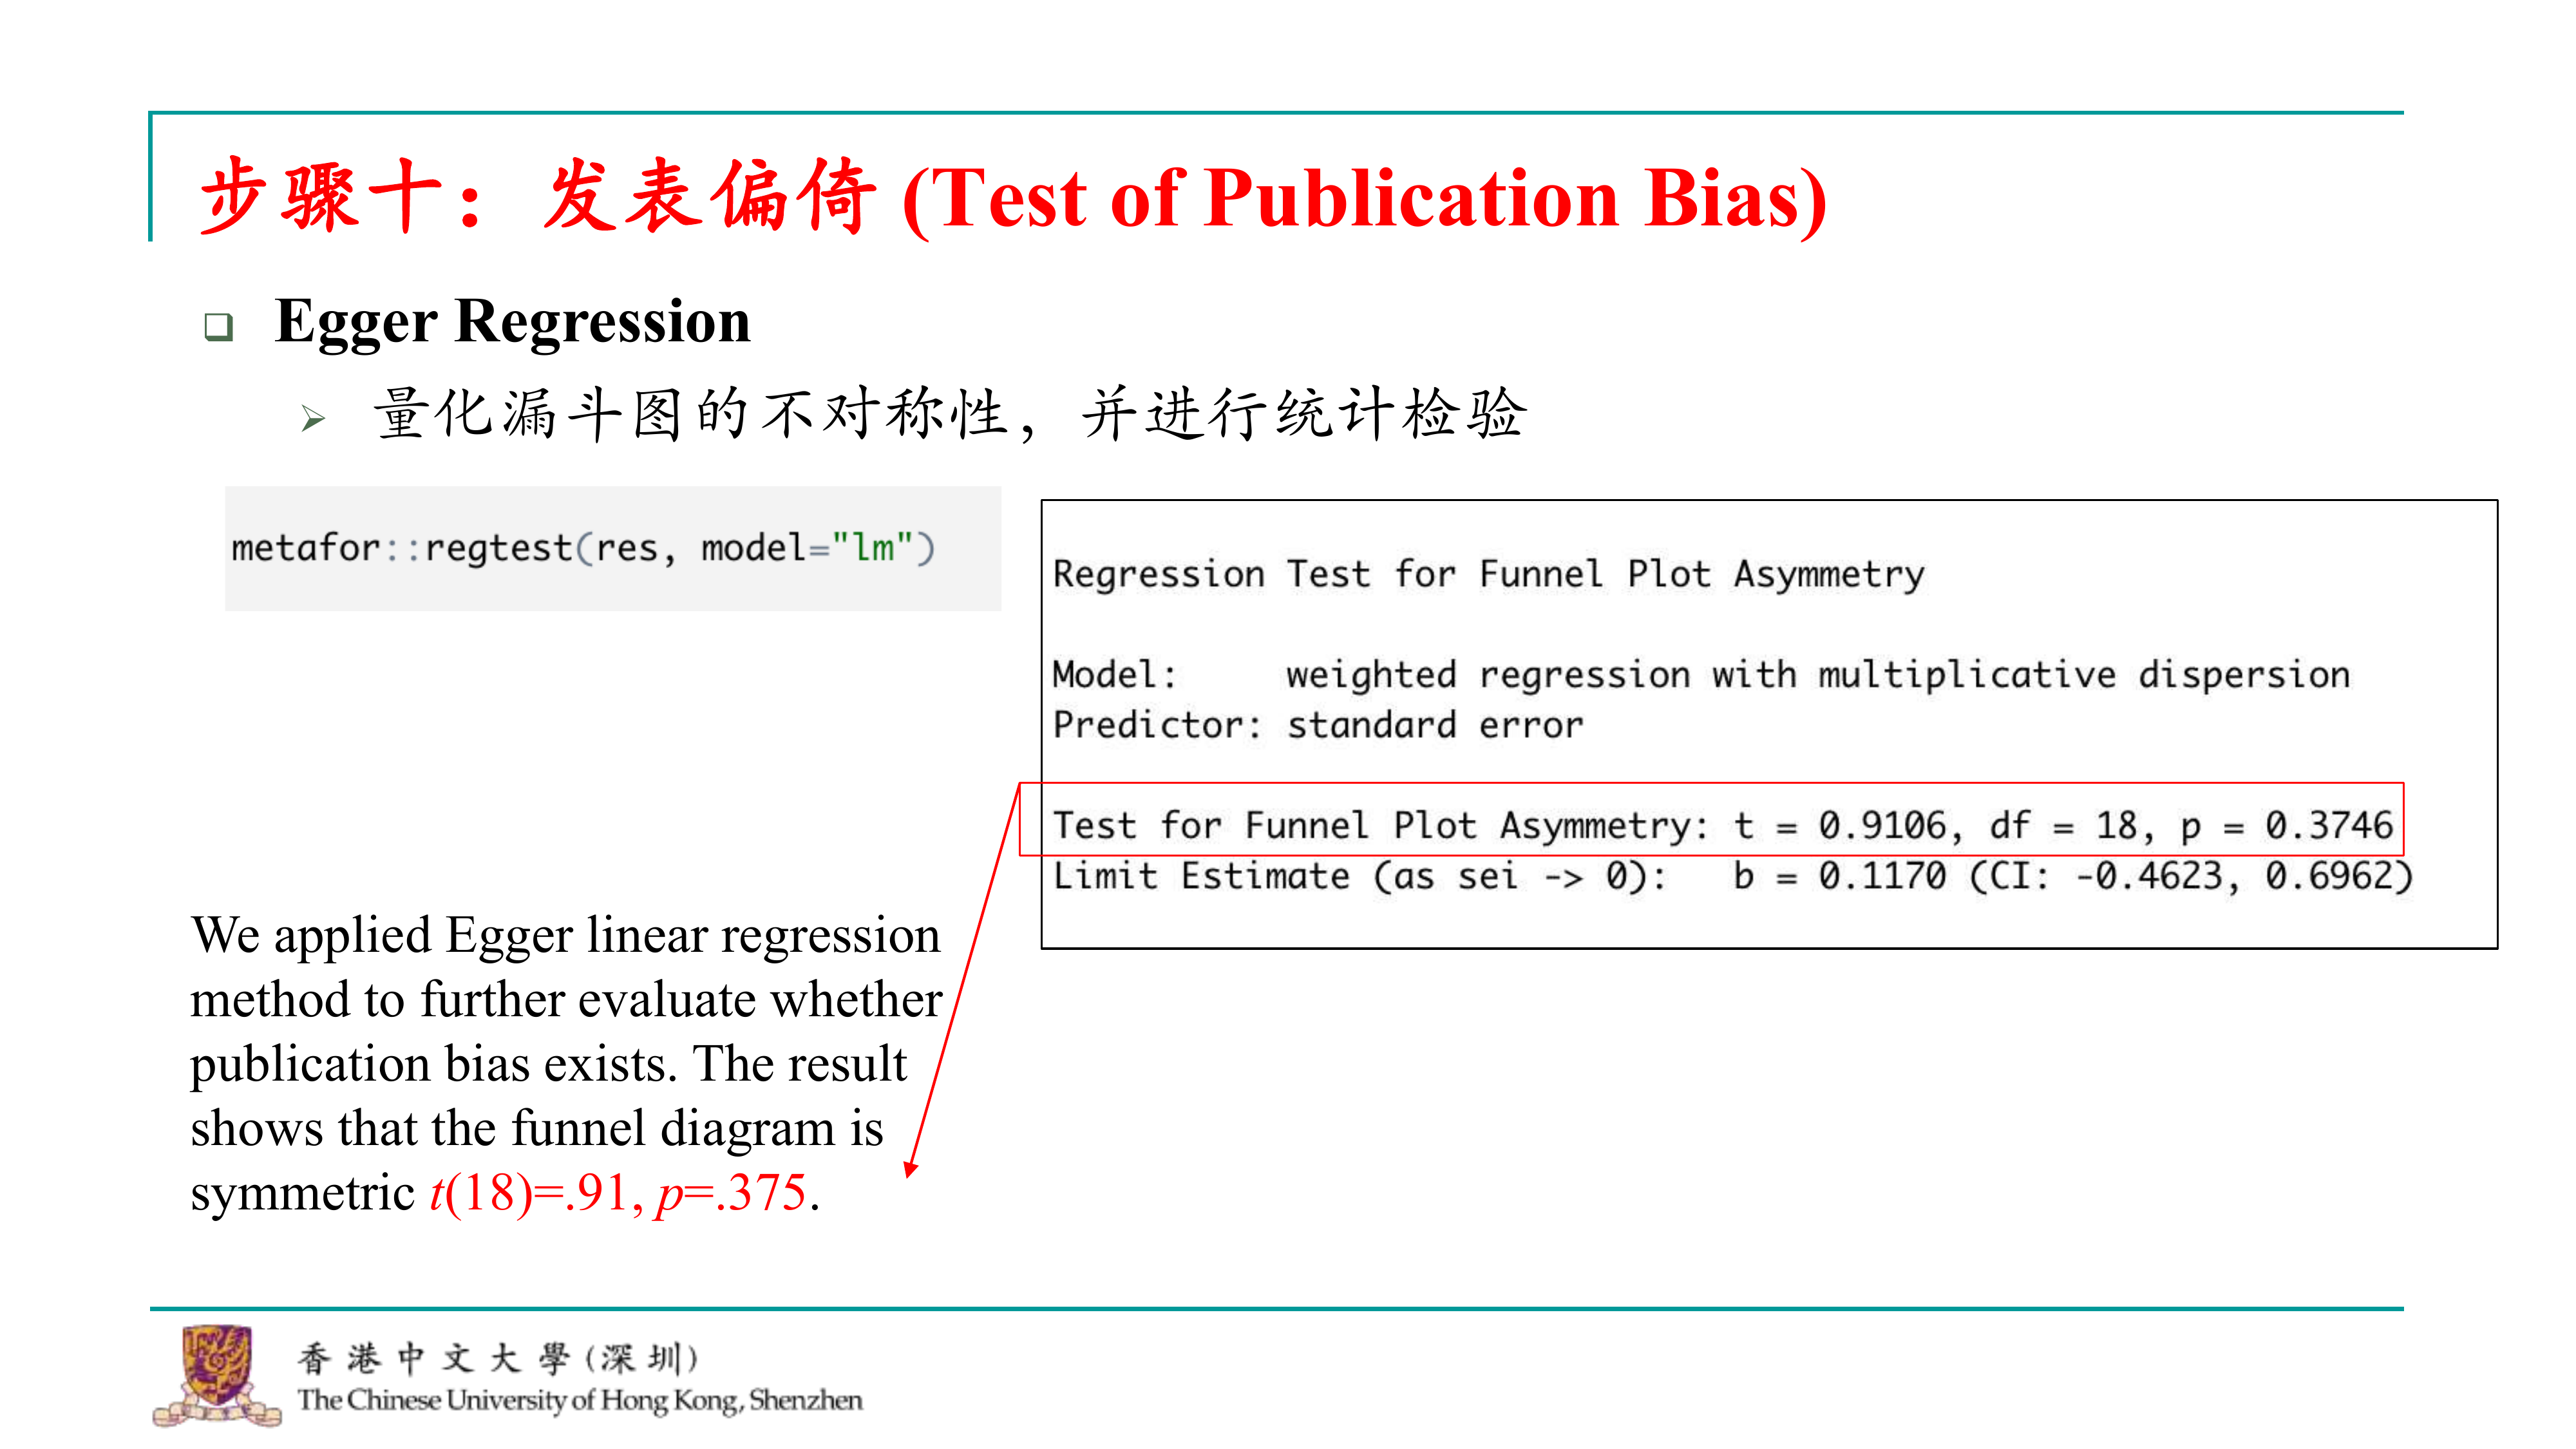 步骤十：发表偏倚 (Test of Publication Bias)
Egger Regression
量化漏斗图的不对称性，并进行统计检验
metafor::regtest(res, model="lm")
Regression Test for Funnel Plot Asymmetry
Model:     weighted regression with multiplicative dispersion
Predictor: standard error
Test for Funnel Plot Asymmetry: t = 0.9106, df = 18, p = 0.3746
Limit Estimate (as sei -> 0):   b = 0.1170 (CI: -0.4623, 0.6962)
We applied Egger linear regression
method to further evaluate whether
publication bias exists. The result
shows that the funnel diagram is
symmetric t(18)=.91, p=.375.
香港中文大學(深圳)
The Chinese University of Hong Kong, Shenzhen